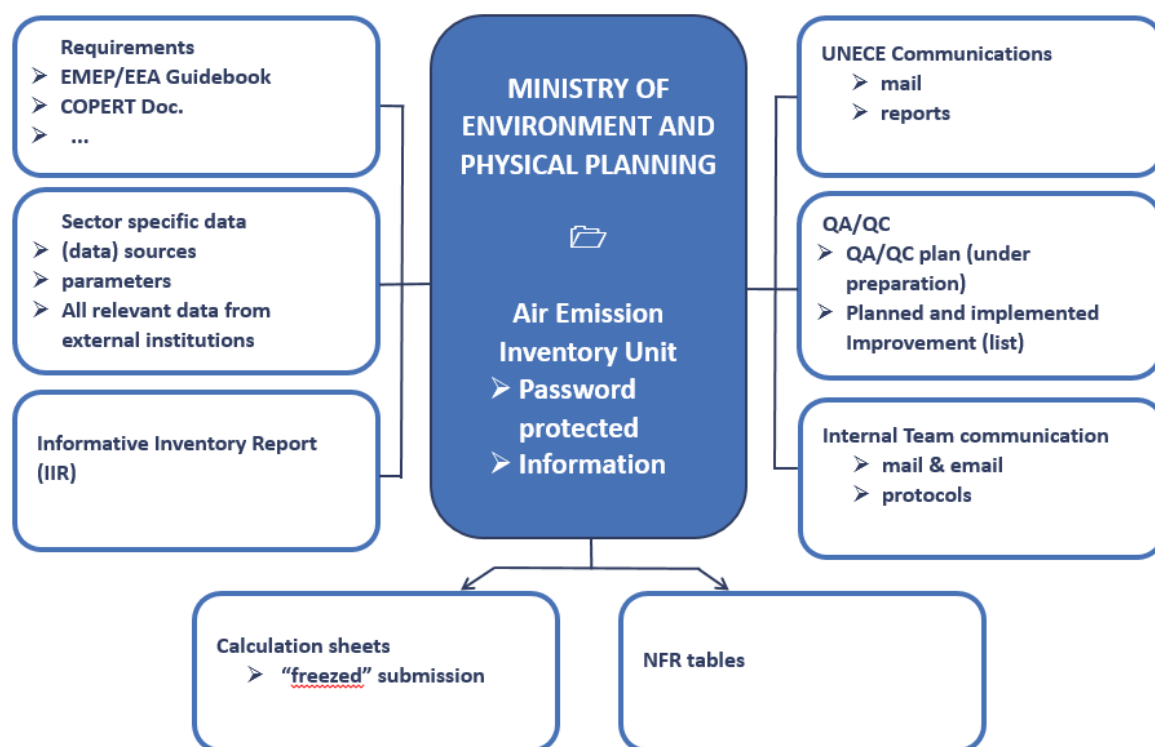 Requirements
➢ EMEP/EEA Guidebook
➢ COPERT Doc.
➢ ...
Sector specific data
➢ (data) sources
➢ parameters
➢ All relevant data from
external institutions
Informative Inventory Report
(IIR)
MINISTRY OF
ENVIRONMENT AND
PHYSICAL PLANNING
Air Emission
Inventory Unit
➢ Password
protected
➢ Information
UNECE Communications
➢ mail
➢ reports
QA/QC
➢ QA/QC plan (under
preparation)
➢ Planned and implemented
Improvement (list)
Internal Team communication
➢ mail & email
➢ protocols
Calculation sheets
➢ “freezed” submission
NFR tables